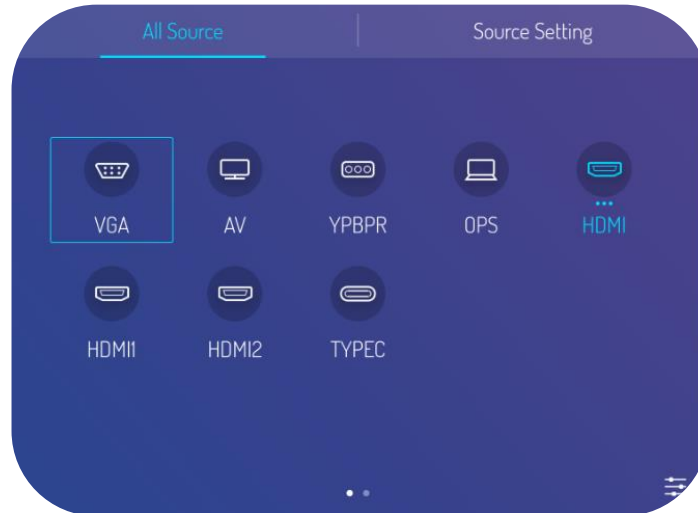 All Source Source Setting
VGA AV YPBPR OPS HDMI
HDMI1 HDMI2 TYPEC